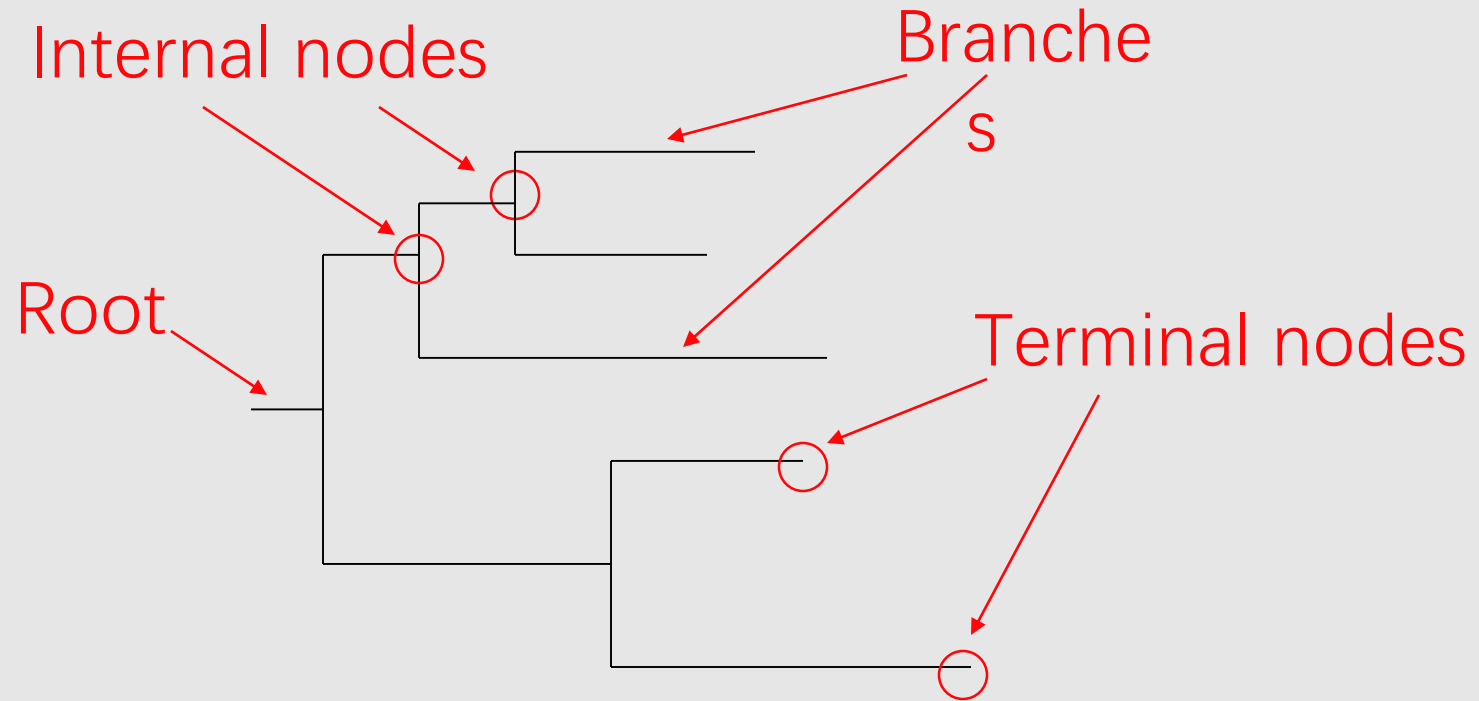 Internal nodes
Branche
s
Root
Terminal nodes